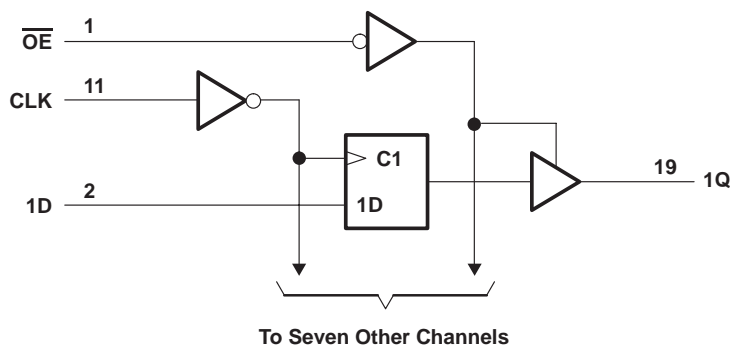 OE 1
CLK 11
C1
1D 2 1D
19 1Q
To Seven Other Channels